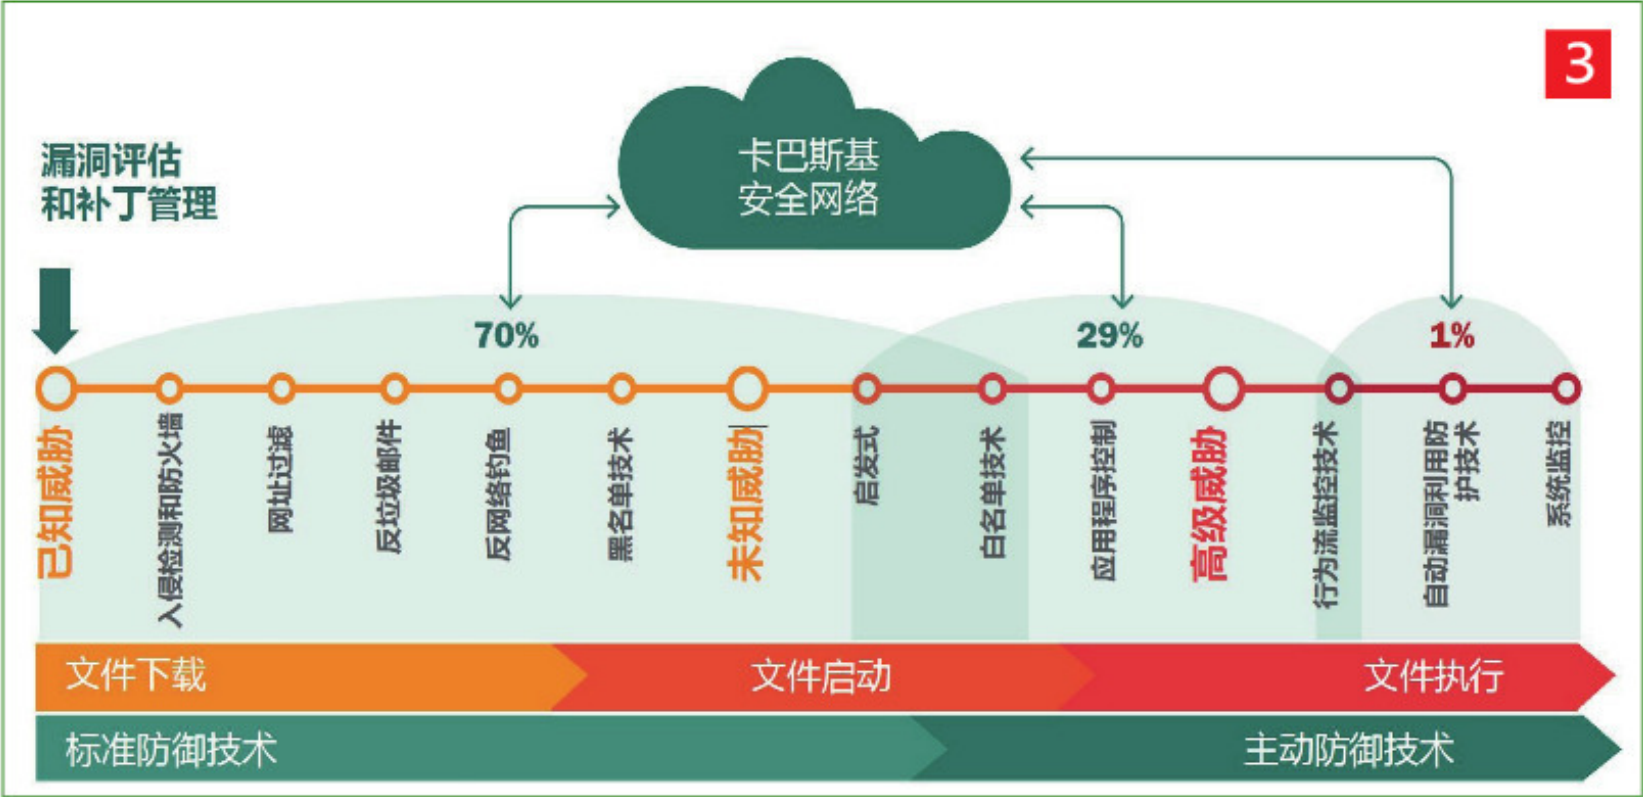 3
卡巴斯基
安全网络
漏洞评估
和补丁管理
70%
29%
1%
已知威胁
入侵检测和防火墙
网址过滤
反垃圾邮件
反网络钓鱼
黑名单技术
未知威胁
启发式
白名单技术
应用程序控制
高级威胁
行为流监控技术
自动漏洞利用防
护技术
系统监控
文件下载
文件启动
文件执行
标准防御技术
主动防御技术